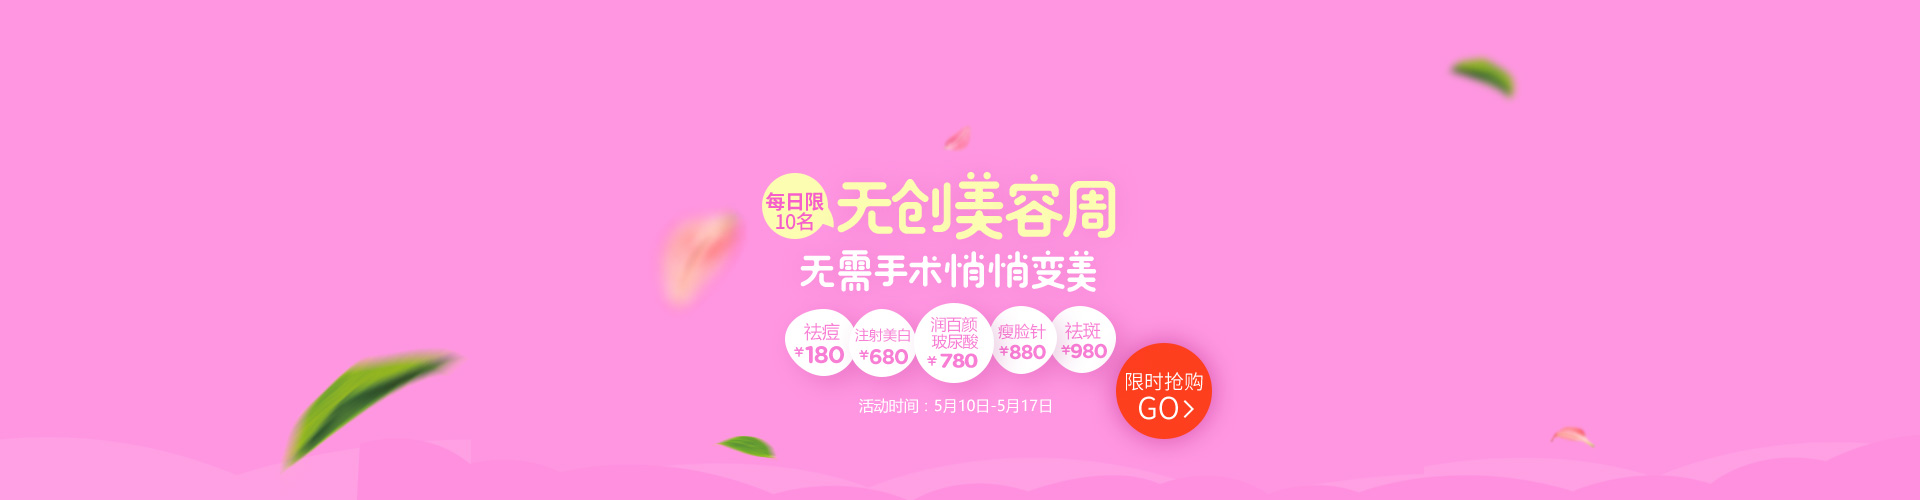 每日限
10名
无创美容周
无需手术悄悄变美
祛痘
¥180
注射美白
¥680
润百颜
玻尿酸
¥780
瘦脸针
¥880
祛斑
¥980
限时抢购
GO>
活动时间：5月10日-5月17日